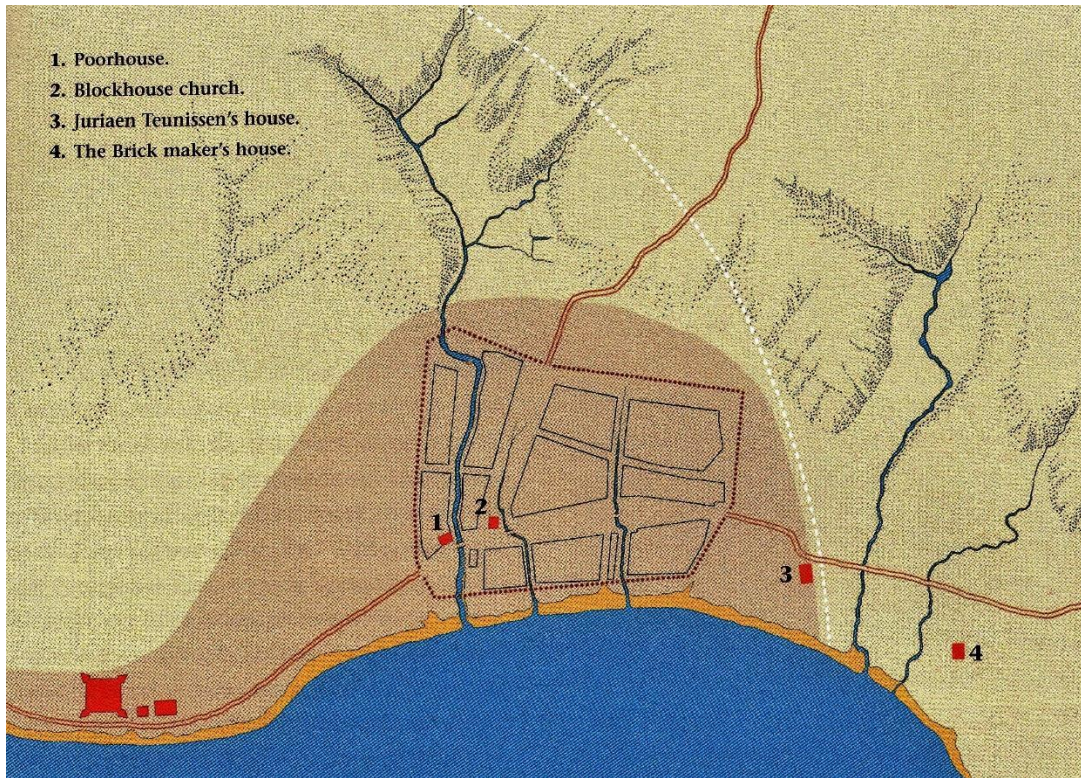 1. Poorhouse.
2. Blockhouse church.
3. Juriaen Teunissen's house.
4. The Brick maker's house.
1
2
3
4